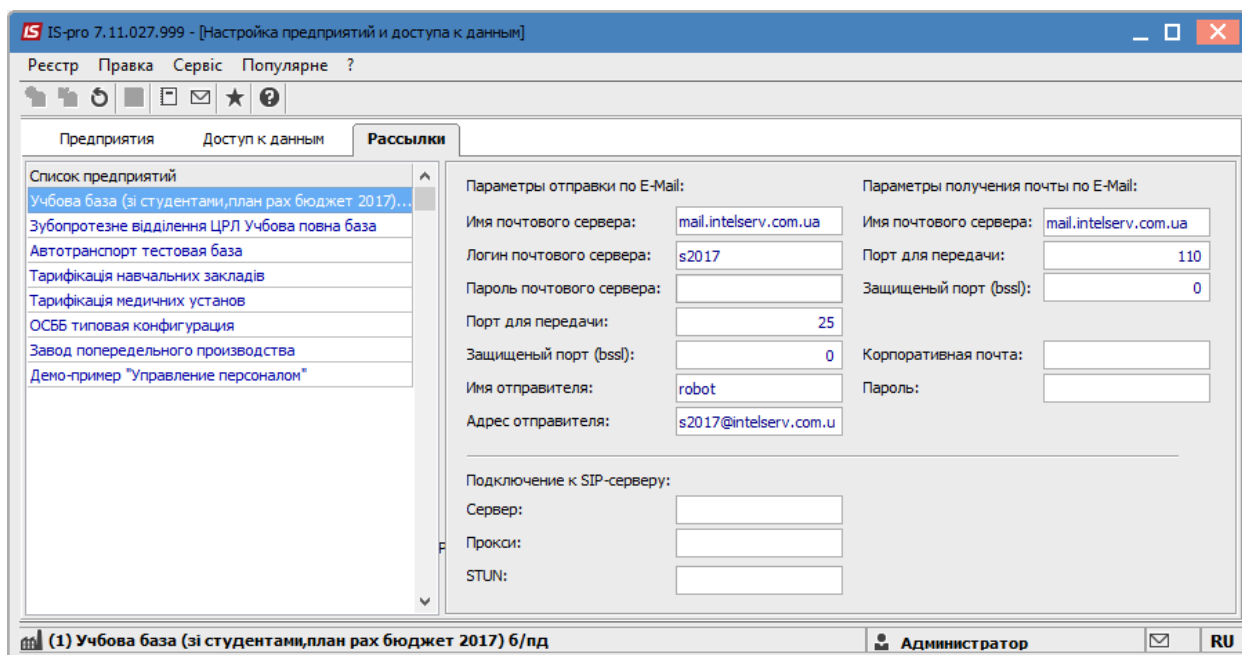 IS-pro 7.11.027.999 - [Настройка предприятий и доступа к данным]
Реєстр Правка Сервіс Популярне ?
Предприятия Доступ к данным Рассылки
Список предприятий
Учбова база (зі студентами,план рах бюджет 2017)...
Зубопротезне відділення ЦРЛ Учбова повна база
Автотранспорт тестовая база
Тарифікація навчальних закладів
Тарифікація медичних установ
ОСББ типовая конфигурация
Завод попередельного производства
Демо-пример "Управление персоналом"
Параметры отправки по E-Mail:
Имя почтового сервера: mail.intelserv.com.ua
Логин почтового сервера: s2017
Пароль почтового сервера:
Порт для передачи: 25
Защищеный порт (bssl): 0
Имя отправителя: robot
Адрес отправителя: s2017@intelserv.com.u
Параметры получения почты по E-Mail:
Имя почтового сервера: mail.intelserv.com.ua
Порт для передачи: 110
Защищеный порт (bssl): 0
Корпоративная почта:
Пароль:
Подключение к SIP-серверу:
Сервер:
Прокси:
STUN:
(1) Учбова база (зі студентами,план рах бюджет 2017) б/пд Администратор RU